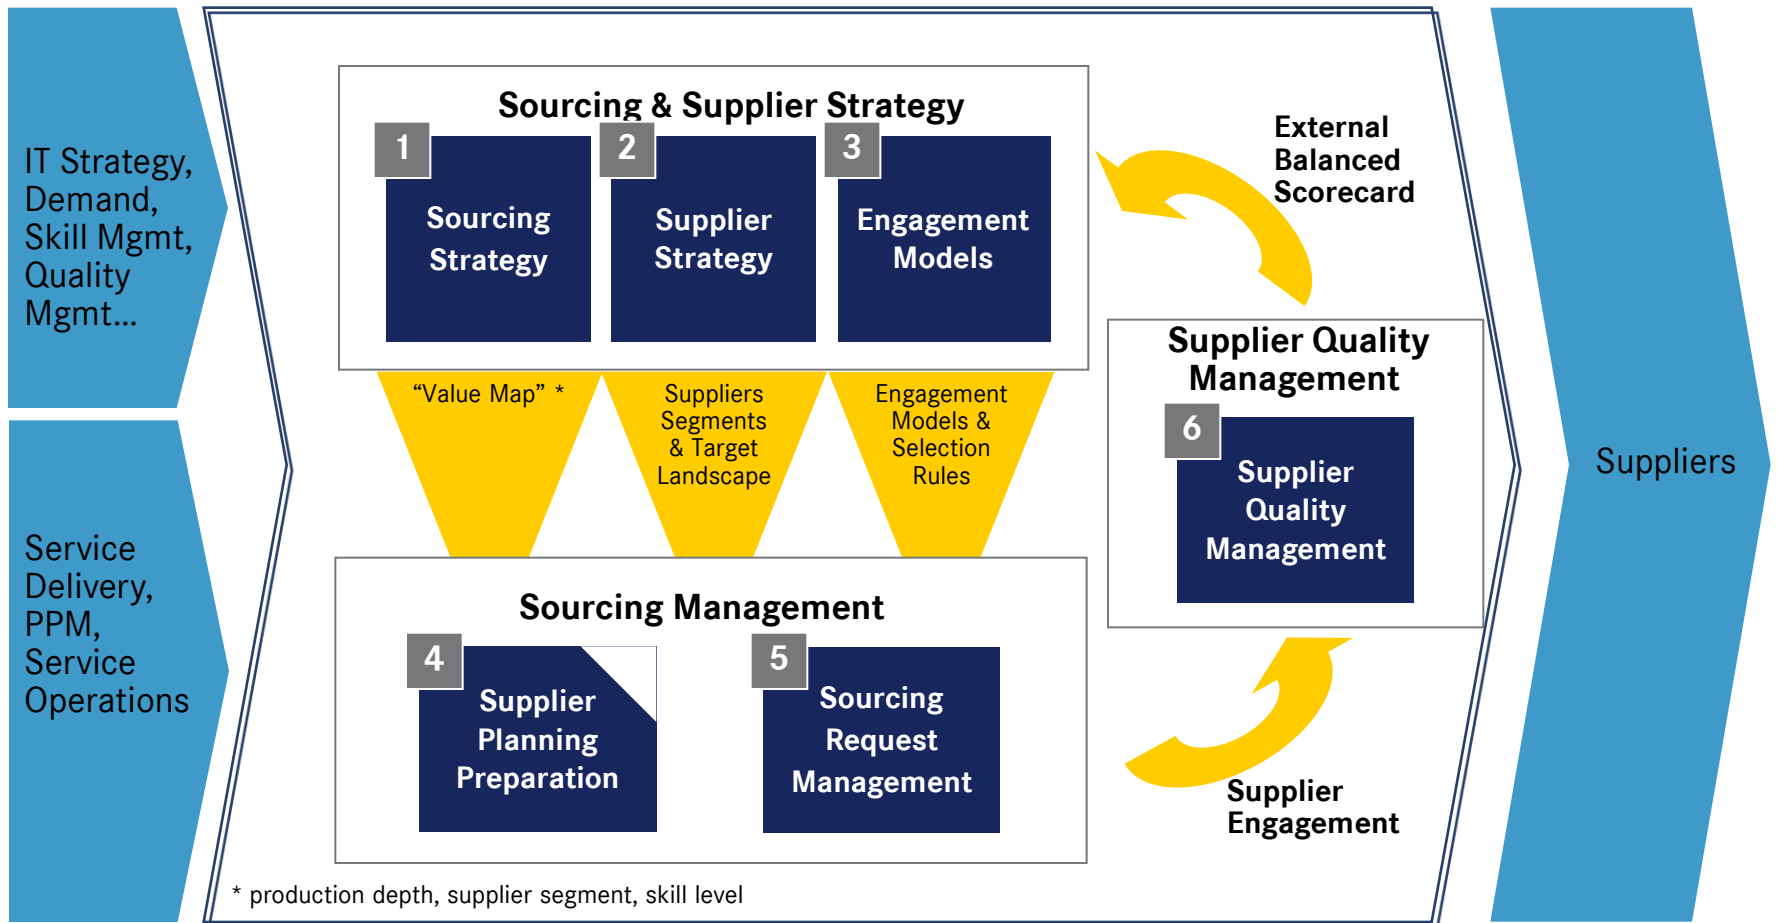 IT Strategy,
Demand,
Skill Mgmt,
Quality
Mgmt...
Service
Delivery,
PPM,
Service
Operations
Sourcing & Supplier Strategy
1
Sourcing
Strategy
2
Supplier
Strategy
3
Engagement
Models
“Value Map” *
Suppliers
Segments
& Target
Landscape
Engagement
Models &
Selection
Rules
Sourcing Management
4
Supplier
Planning
Preparation
5
Sourcing
Request
Management
External
Balanced
Scorecard
Supplier Quality
Management
6
Supplier
Quality
Management
Supplier
Engagement
Suppliers
* production depth, supplier segment, skill level